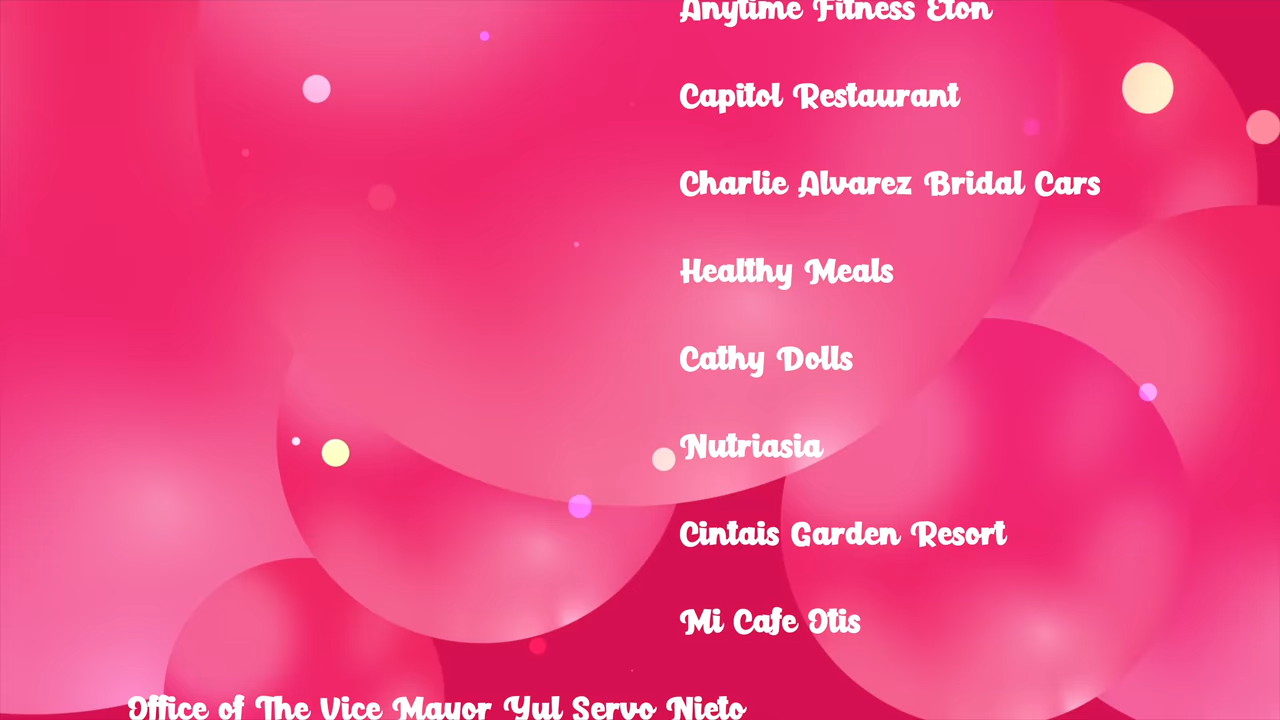 Anytime Fitness Eton
Capitol Restaurant
Charlie Alvarez Bridal Cars
Healthy Meals
Cathy Dolls
Nutriasia
Cintais Garden Resort
Mi Cafe Otis
Office of The Vice Mayor Yul Servo Nieto